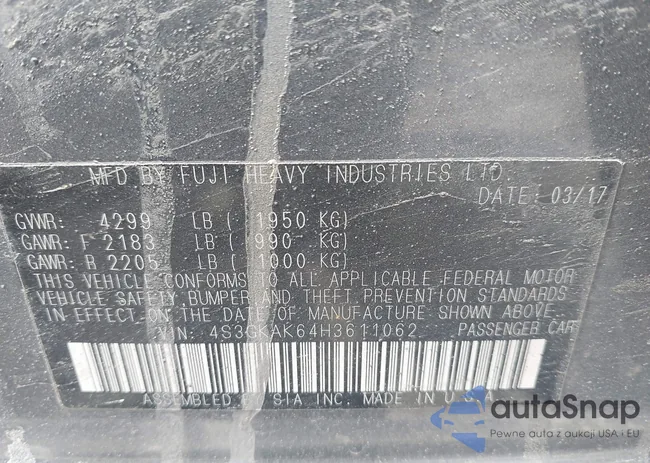 MFD BY FUJI HEAVY INDUSTRIES LTD.
DATE: 03/17
GVWR: 4299 LB ( 1950 KG)
GAWR: F 2183 LB ( 990 KG)
GAWR: R 2205 LB ( 1000 KG)
THIS VEHICLE CONFORMS TO ALL APPLICABLE FEDERAL MOTOR
VEHICLE SAFETY, BUMPER AND THEFT PREVENTION STANDARDS
IN EFFECT ON THE DATE OF MANUFACTURE SHOWN ABOVE.
VIN: 4S3GKAK64H3611062 PASSENGER CAR
ASSEMBLED BY SIA INC. MADE IN U.S.A
autoSnap
Pewne auta z aukcji USA i EU